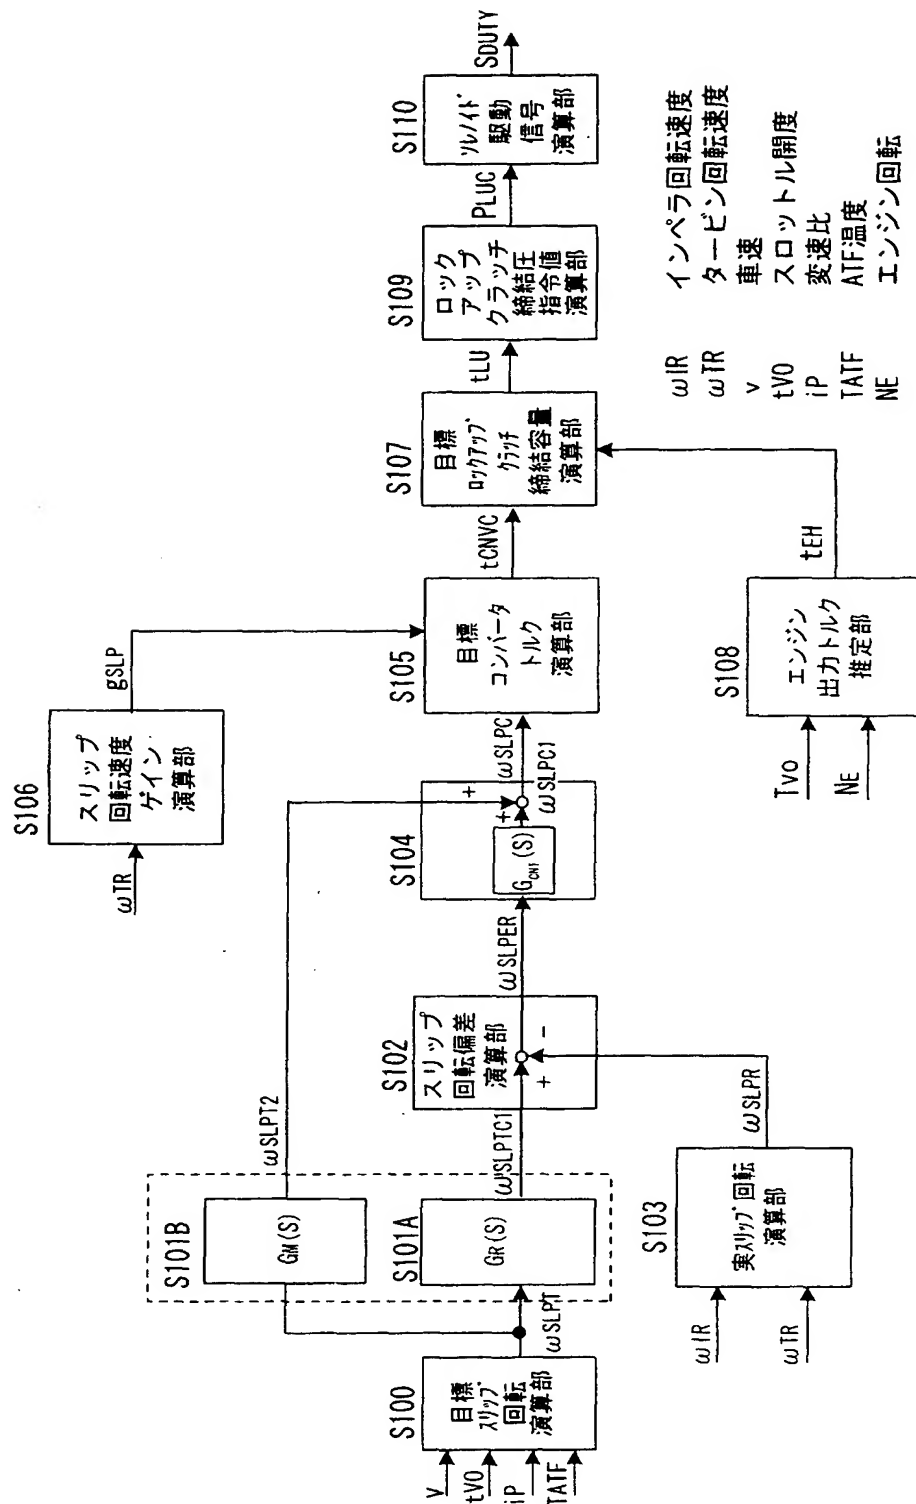 v
tVO
iP
TATF
S100
目標
スリップ
回転
演算部
ωSLPT
S101B
GM(S)
S101A
GR(S)
ωSLPT2
ωSLPTC1
ωIR
ωTR
S103
実スリップ回転
演算部
ωSLPR
S102
スリップ
回転偏差
演算部
+
-
ωSLPER
S104
GCNT(S)
+
+
ωSLPC1
ωSLPC
ωTR
S106
スリップ
回転速度
ゲイン
演算部
gSLP
S105
目標
コンバータ
トルク
演算部
tCNVC
TVO
NE
S108
エンジン
出力トルク
推定部
tEH
S107
目標
ロックアップ
クラッチ
締結容量
演算部
tLU
S109
ロック
アップ
クラッチ
締結圧
指令値
演算部
PLUC
S110
ソレノイド
駆動
信号
演算部
SDUTY
ωIR インペラ回転速度
ωTR タービン回転速度
v 車速
tVO スロットル開度
iP 変速比
TATF ATF温度
NE エンジン回転